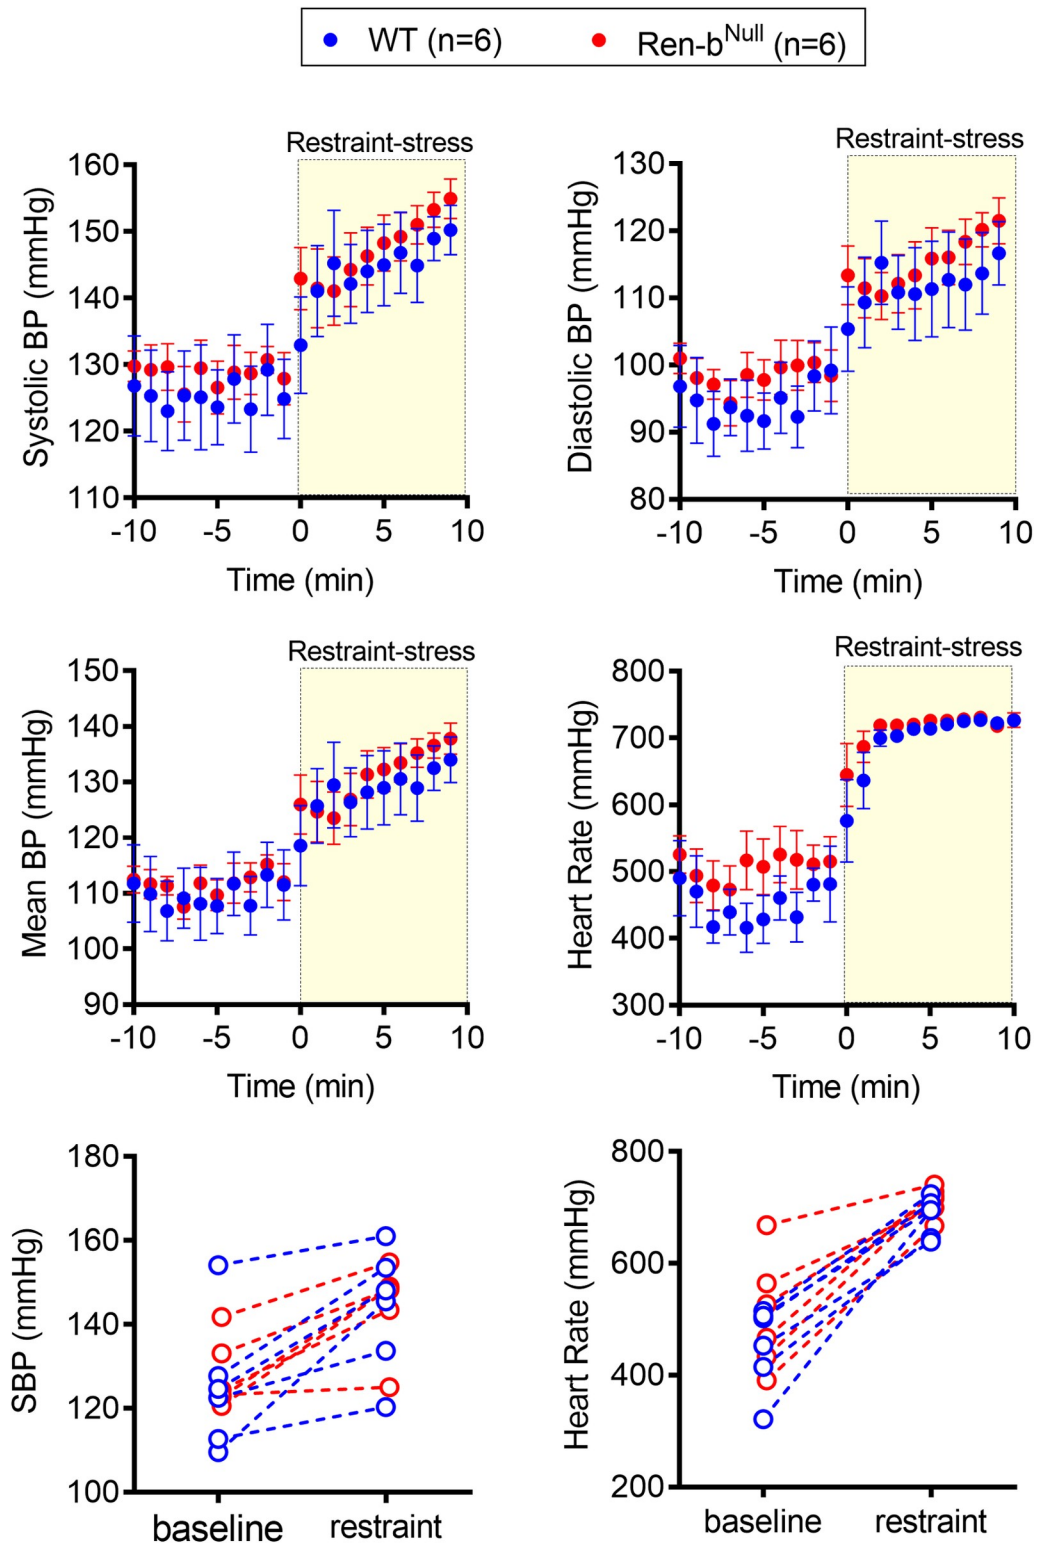 WT (n=6) Ren-b^Null (n=6)
Restraint-stress
160
150
140
130
120
110
Systolic BP (mmHg)
-10 -5 0 5 10
Time (min)
Restraint-stress
130
120
110
100
90
80
Diastolic BP (mmHg)
-10 -5 0 5 10
Time (min)
Restraint-stress
150
140
130
120
110
100
90
Mean BP (mmHg)
-10 -5 0 5 10
Time (min)
Restraint-stress
800
700
600
500
400
300
Heart Rate (mmHg)
-10 -5 0 5 10
Time (min)
180
160
140
120
100
SBP (mmHg)
baseline restraint
800
600
400
200
Heart Rate (mmHg)
baseline restraint